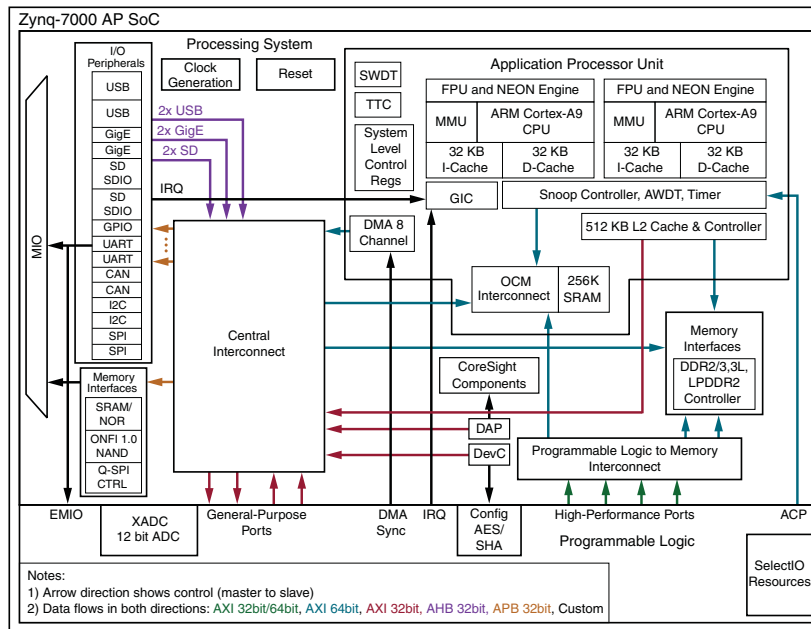 Zynq-7000 AP SoC
Processing System
I/O
Peripherals
USB
USB
GigE
GigE
SD
SDIO
SD
SDIO
GPIO
UART
UART
CAN
CAN
I2C
I2C
SPI
SPI
MIO
Clock
Generation
Reset
2x USB
2x GigE
2x SD
IRQ
Application Processor Unit
SWDT
TTC
System
Level
Control
Regs
FPU and NEON Engine
MMU
ARM Cortex-A9
CPU
32 KB
I-Cache
32 KB
D-Cache
FPU and NEON Engine
MMU
ARM Cortex-A9
CPU
32 KB
I-Cache
32 KB
D-Cache
GIC
Snoop Controller, AWDT, Timer
DMA 8
Channel
512 KB L2 Cache & Controller
OCM
Interconnect
256K
SRAM
Central
Interconnect
Memory
Interfaces
DDR2/3,3L,
LPDDR2
Controller
CoreSight
Components
DAP
DevC
Programmable Logic to Memory
Interconnect
Memory
Interfaces
SRAM/
NOR
ONFI 1.0
NAND
Q-SPI
CTRL
EMIO
XADC
12 bit ADC
General-Purpose
Ports
DMA
Sync
IRQ
Config
AES/
SHA
High-Performance Ports
ACP
Programmable Logic
SelectIO
Resources
Notes:
1) Arrow direction shows control (master to slave)
2) Data flows in both directions: AXI 32bit/64bit, AXI 64bit, AXI 32bit, AHB 32bit, APB 32bit, Custom